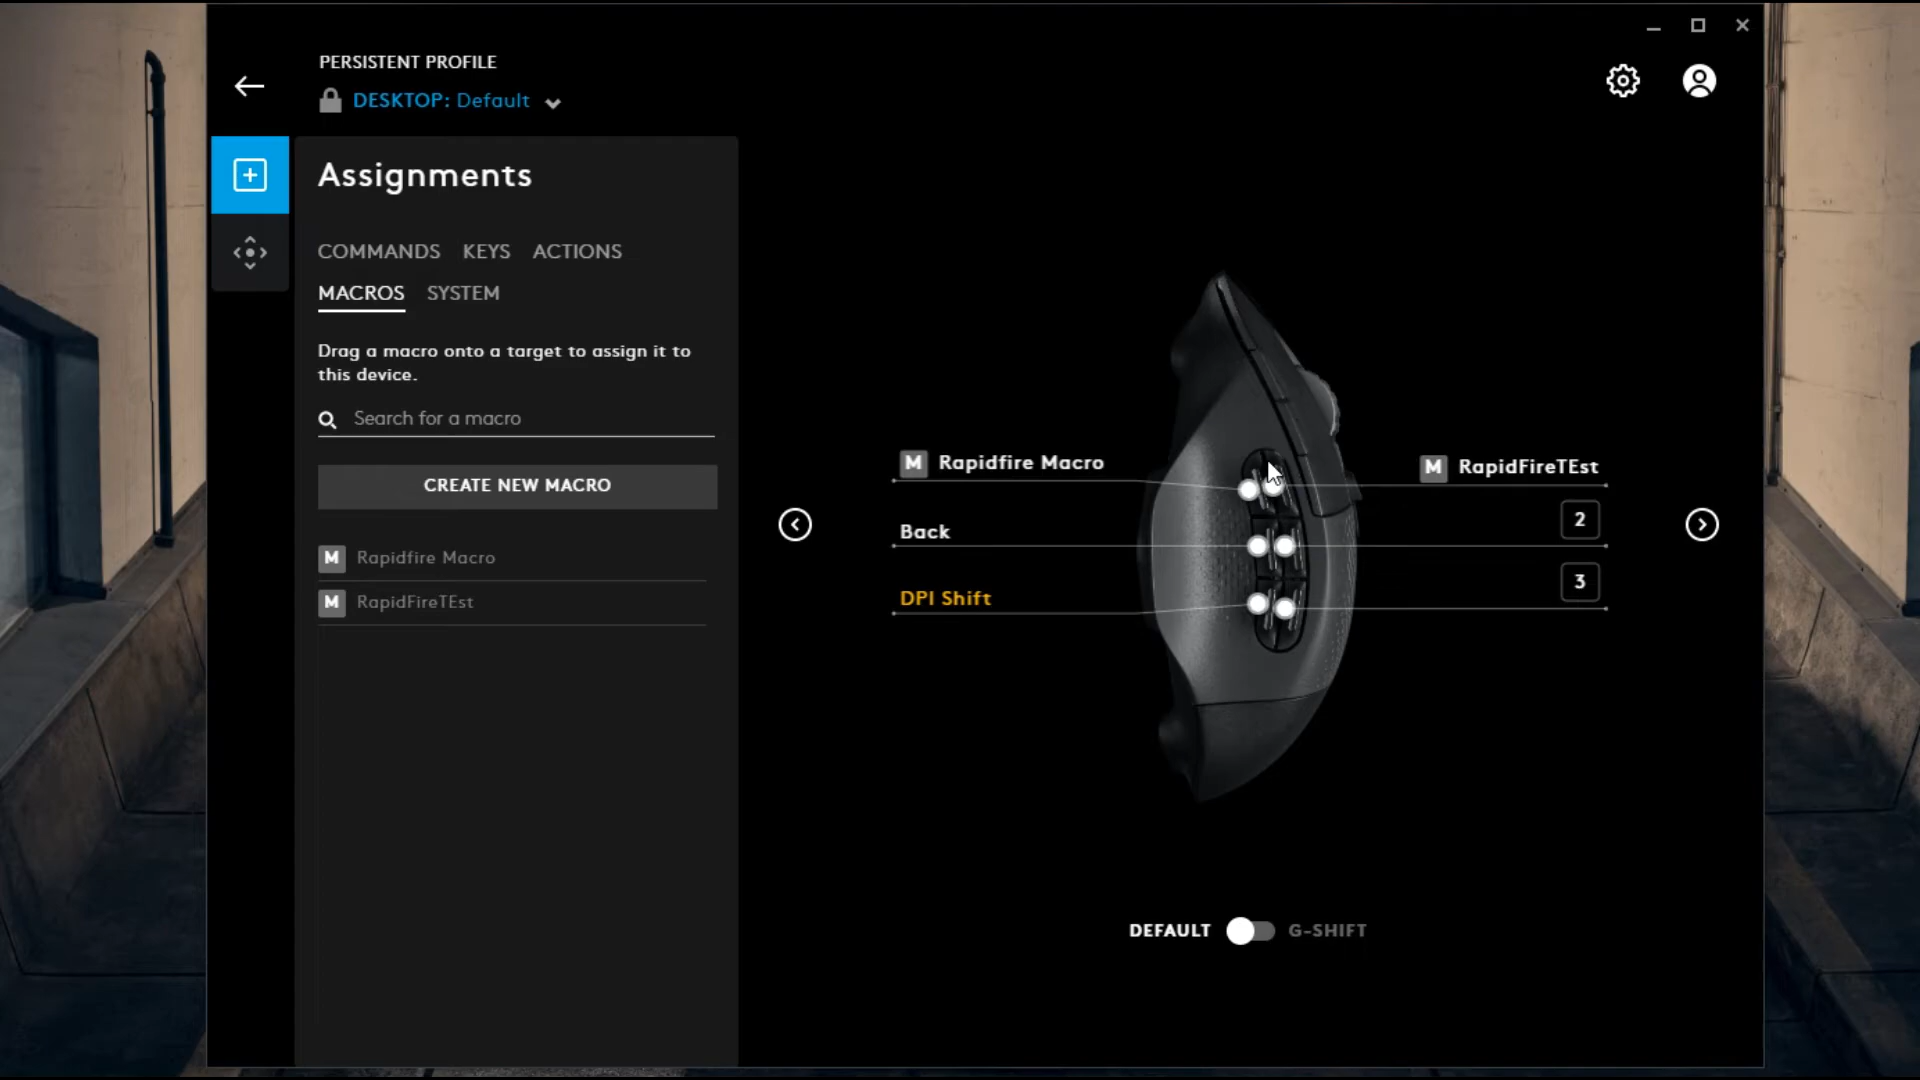 PERSISTENT PROFILE
DESKTOP: Default
Assignments
COMMANDS KEYS ACTIONS
MACROS SYSTEM
Drag a macro onto a target to assign it to
this device.
Search for a macro
CREATE NEW MACRO
M Rapidfire Macro
M RapidFireTEst
M Rapidfire Macro
M RapidFireTEst
Back
2
DPI Shift
3
DEFAULT G-SHIFT